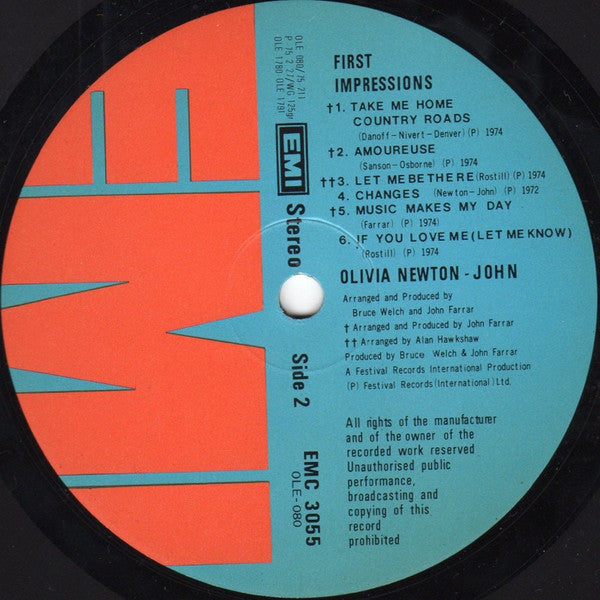 FIRST
IMPRESSIONS
†1. TAKE ME HOME
COUNTRY ROADS
(Danoff-Nivert-Denver) (P) 1974
†2. AMOUREUSE
(Sanson-Osborne) (P) 1974
††3. LET ME BE THERE (Rostill) (P) 1974
4. CHANGES (Newton-John) (P) 1972
†5. MUSIC MAKES MY DAY
(Farrar) (P) 1974)
6. IF YOU LOVE ME (LET ME KNOW)
(Rostill) (P) 1974
OLIVIA NEWTON-JOHN
Arranged and Produced by
Bruce Welch and John Farrar
† Arranged and Produced by John Farrar
†† Arranged by Alan Hawkshaw
Produced by Bruce Welch & John Farrar
A Festival Records International Production
(P) Festival Records (International) Ltd.
All rights of the manufacturer
and of the owner of the
recorded work reserved
Unauthorised public
performance,
broadcasting and
copying of this
record
prohibited
OLE 080/75 211
P 75 2 27/WG 125gr
OLE 1780 OLE 1791
EMI Stereo Side 2 EMC 3055
OLE-080
EMI